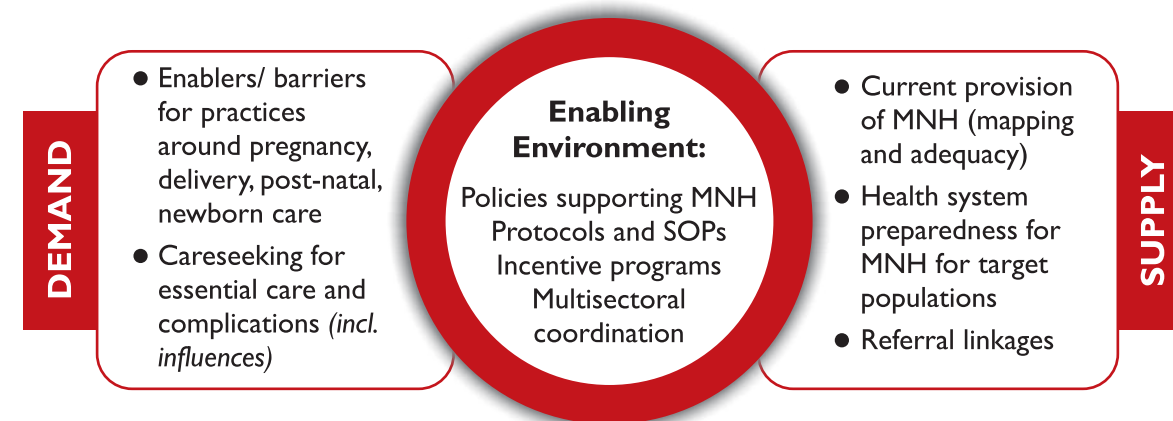 DEMAND
● Enablers/ barriers
for practices
around pregnancy,
delivery, post-natal,
newborn care
● Careseeking for
essential care and
complications (incl.
influences)
Enabling
Environment:
Policies supporting MNH
Protocols and SOPs
Incentive programs
Multisectoral
coordination
● Current provision
of MNH (mapping
and adequacy)
● Health system
preparedness for
MNH for target
populations
● Referral linkages
SUPPLY